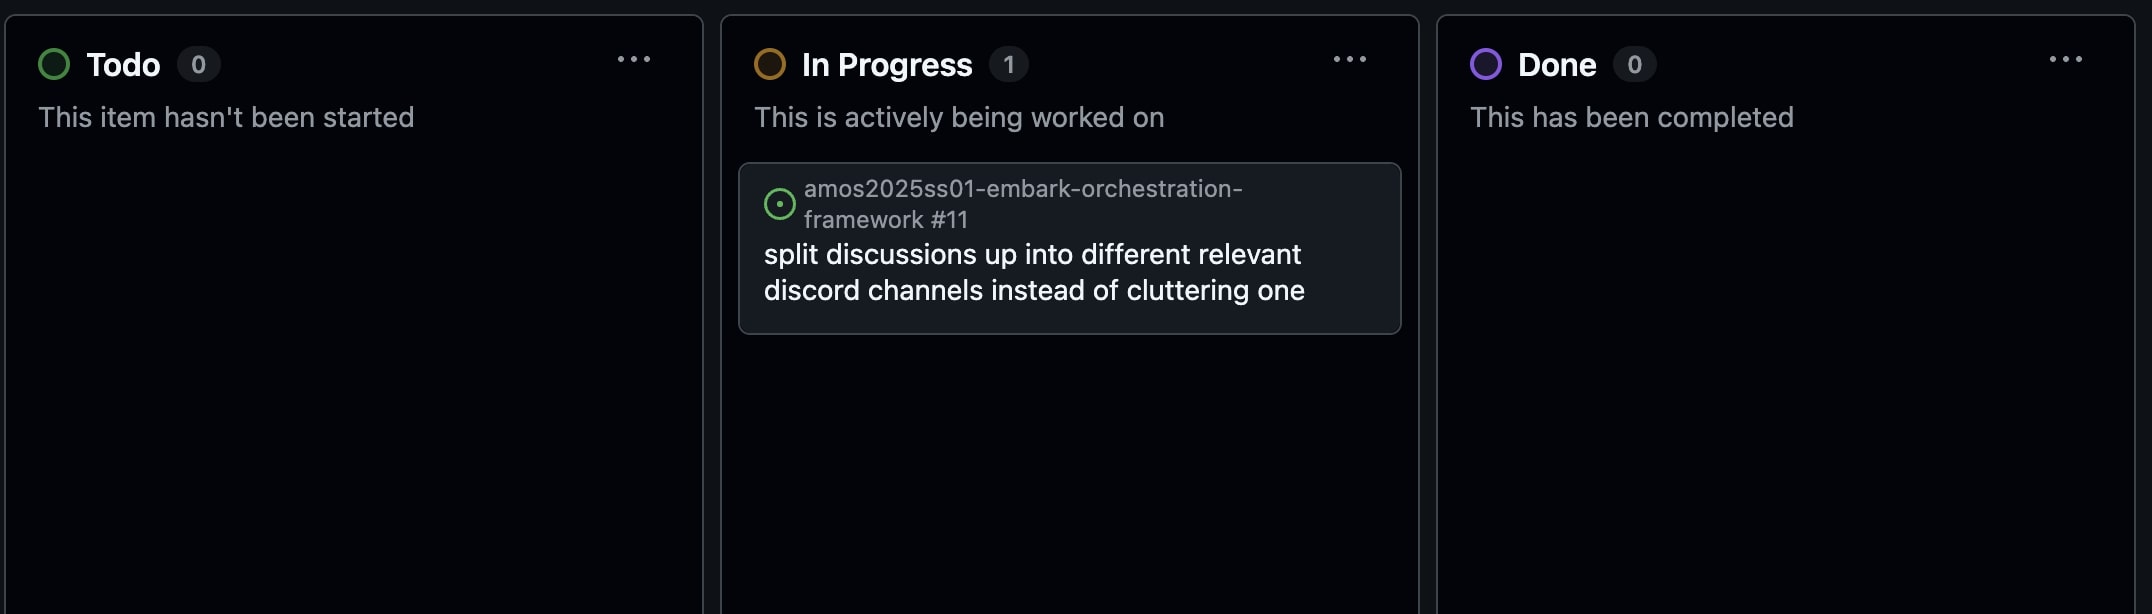 Todo 0
This item hasn't been started
In Progress 1
This is actively being worked on
amos2025ss01-embark-orchestration-
framework #11
split discussions up into different relevant
discord channels instead of cluttering one
Done 0
This has been completed